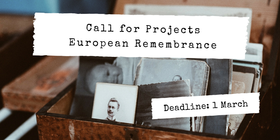 Call for Projects
European Remembrance
Deadline: 1 March